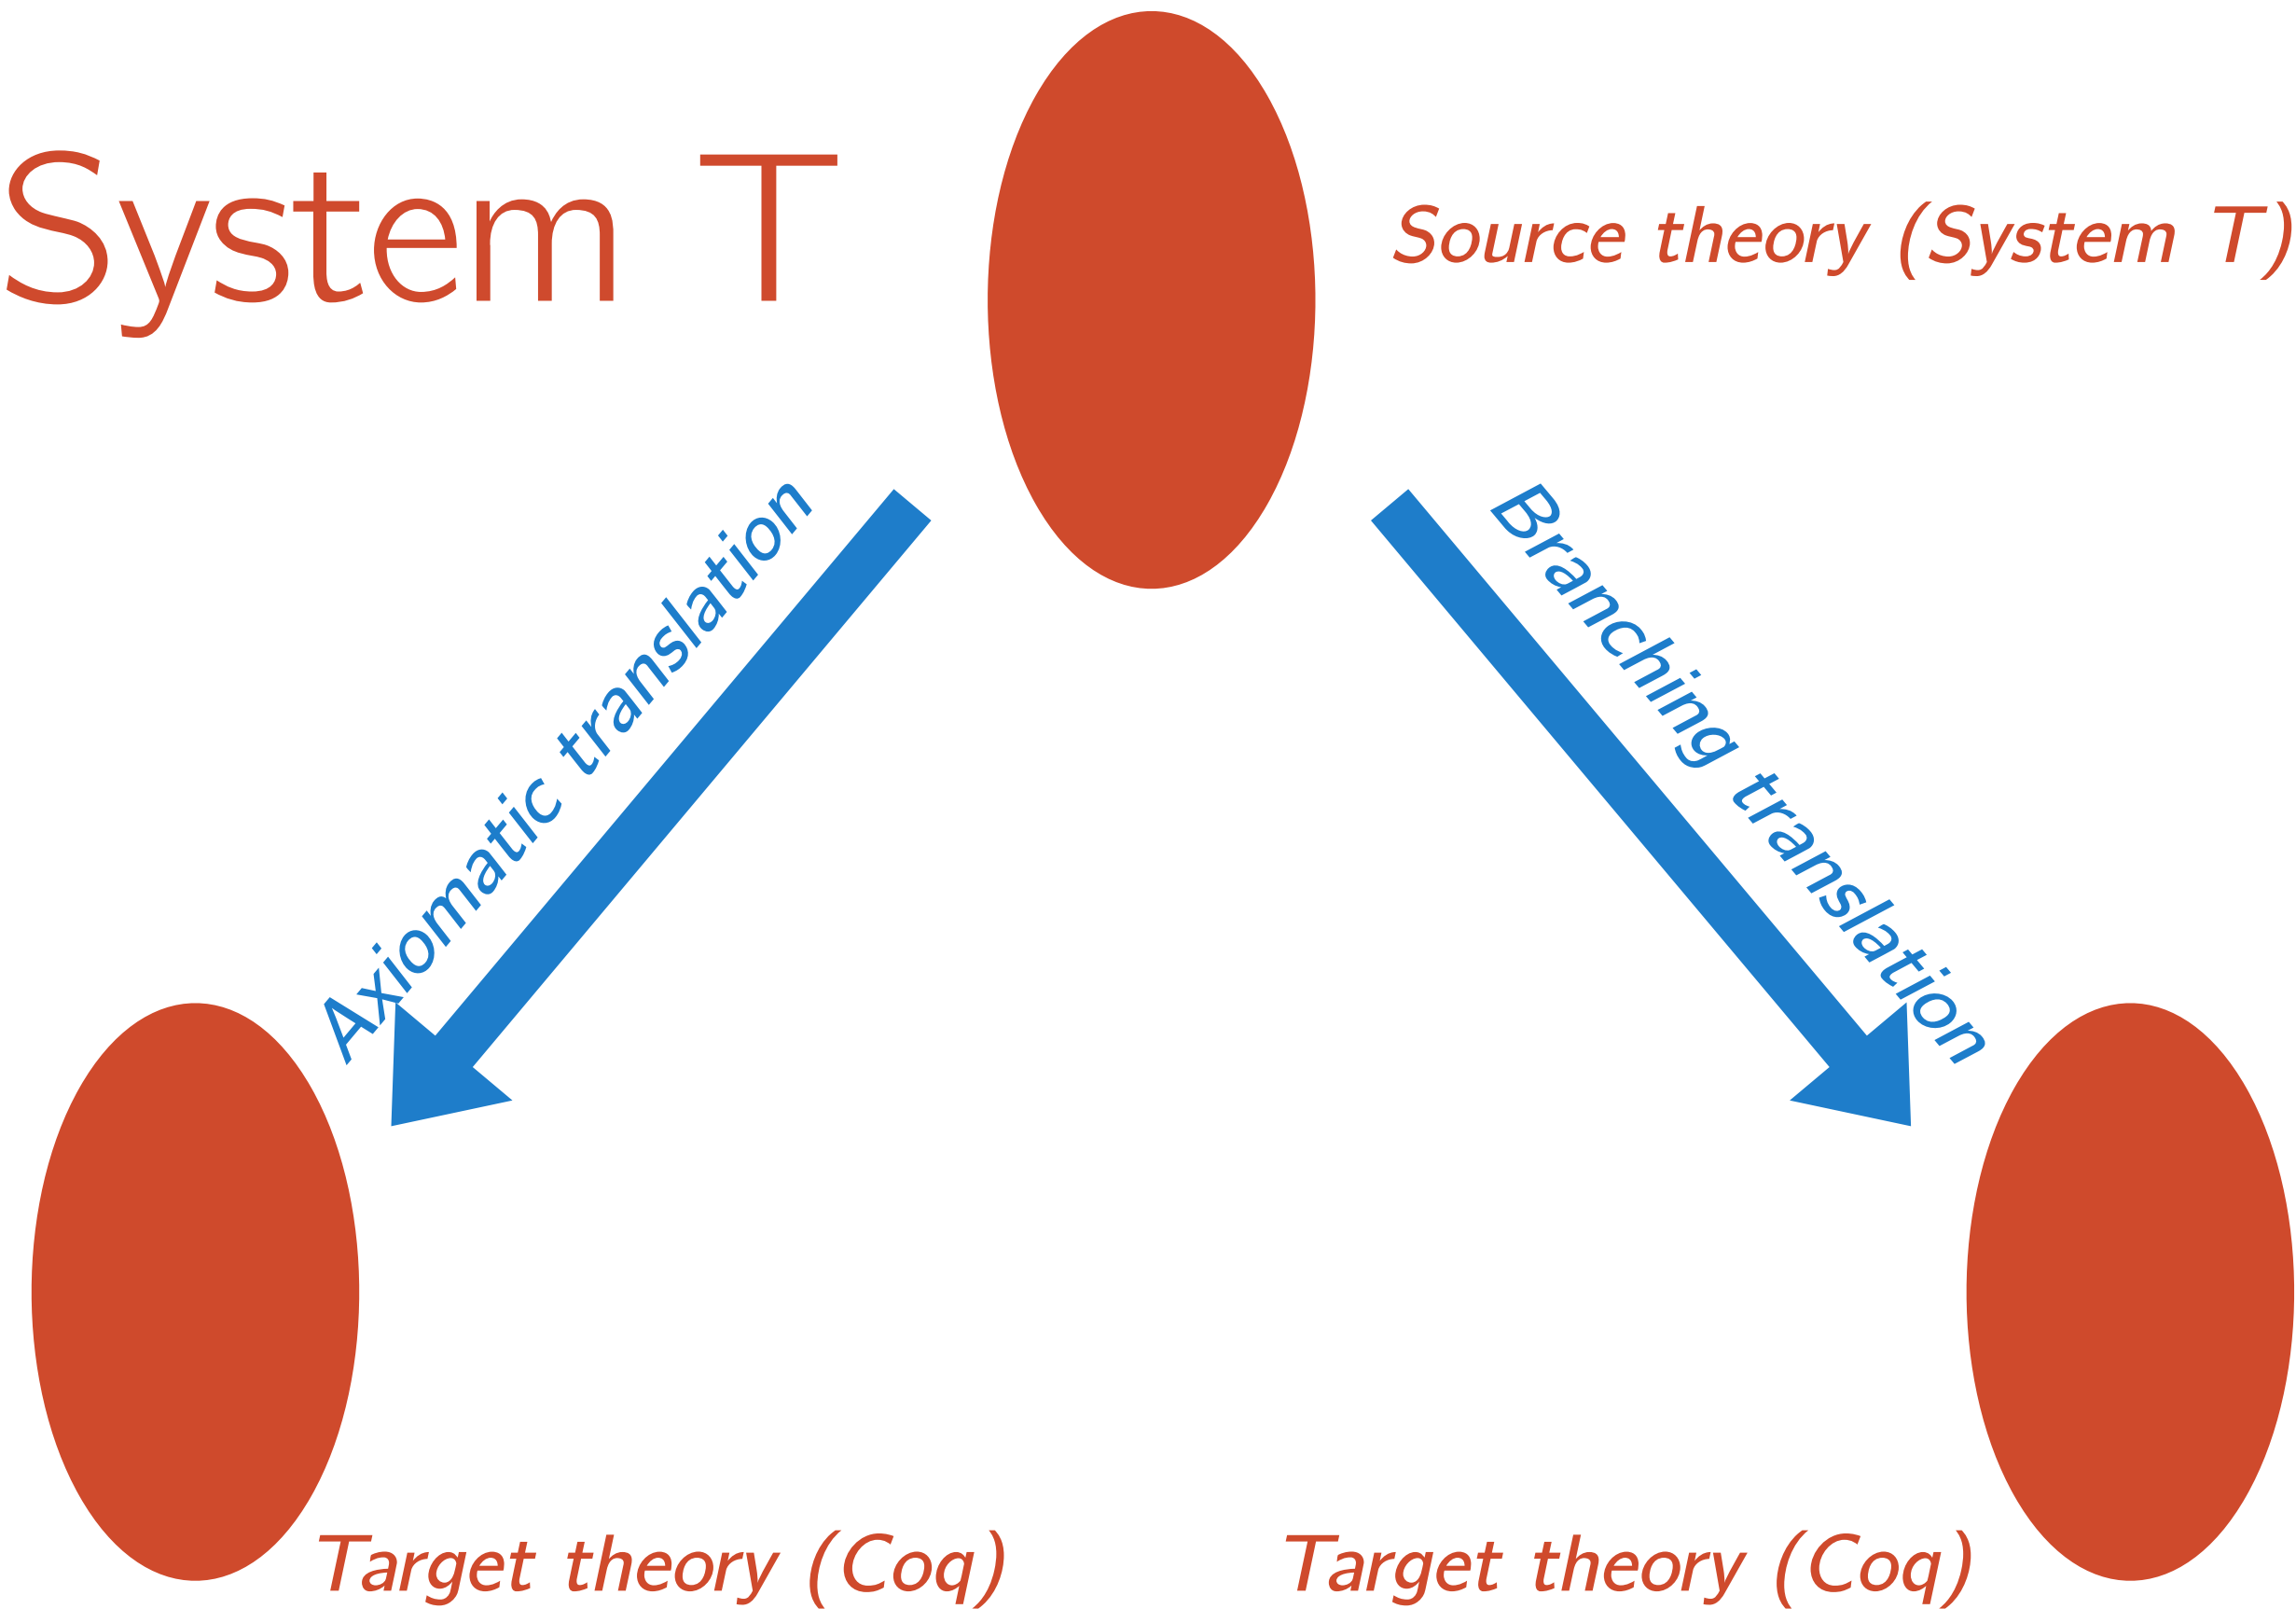 System T
Source theory (System T)
Axiomatic translation
Branching translation
Target theory (Coq)
Target theory (Coq)